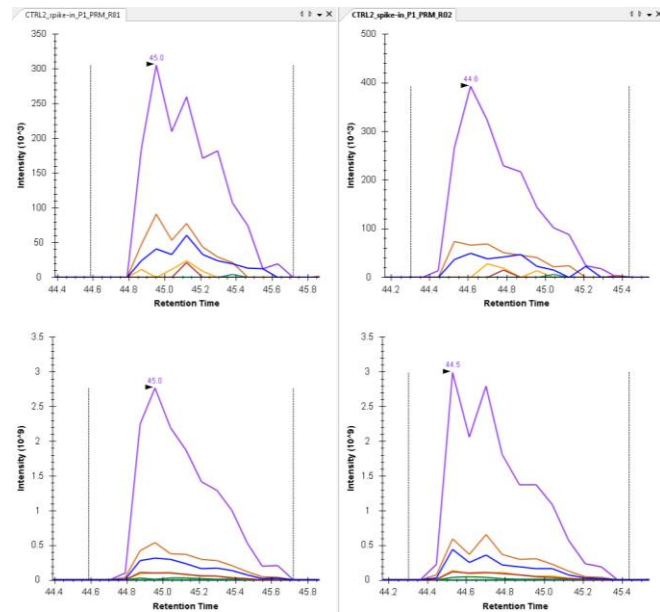 CTRL2_spike-in_P1_PRM_R01
CTRL2_spike-in_P1_PRM_R02
350
300
250
200
150
100
50
0
Intensity (10^3)
45.0
44.4 44.6 44.8 45.0 45.2 45.4 45.6 45.8
Retention Time
500
400
300
200
100
0
Intensity (10^3)
44.6
44.2 44.4 44.6 44.8 45.0 45.2 45.4
Retention Time
3.5
3
2.5
2
1.5
1
0.5
0
Intensity (10^9)
45.0
44.4 44.6 44.8 45.0 45.2 45.4 45.6 45.8
Retention Time
3.5
3
2.5
2
1.5
1
0.5
0
Intensity (10^9)
44.5
44.2 44.4 44.6 44.8 45.0 45.2 45.4
Retention Time